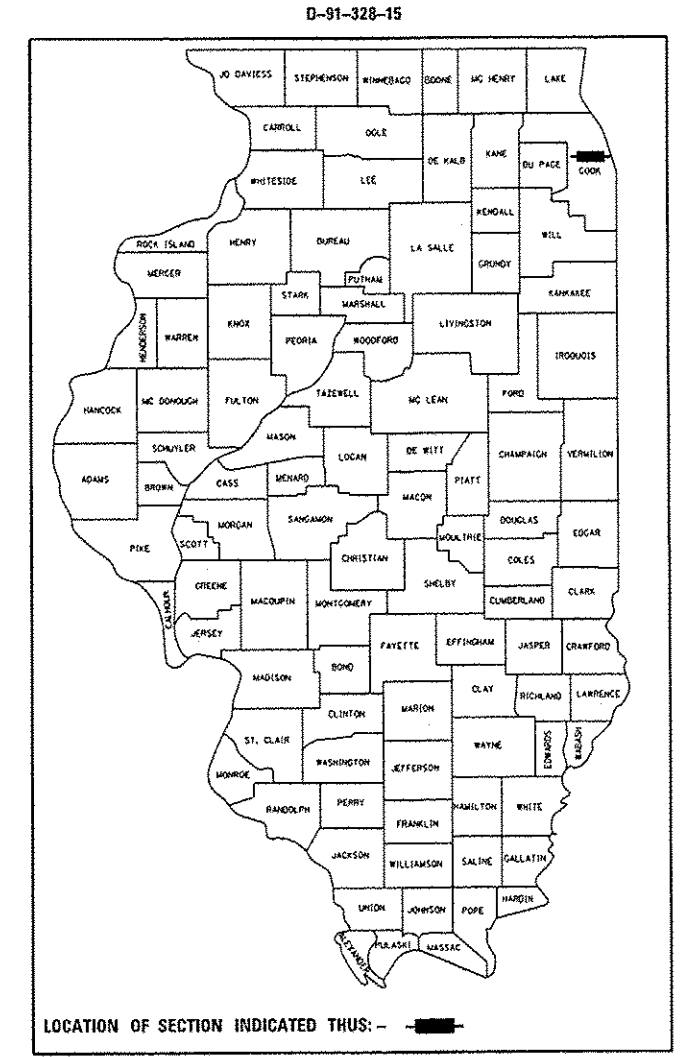 D-91-328-15
JO DAVIESS
STEPHENSON
WINNEBAGO
BOONE
MC HENRY
LAKE
CARROLL
OGLE
DE KALB
KANE
DU PAGE
COOK
WHITESIDE
LEE
KENDALL
WILL
ROCK ISLAND
HENRY
BUREAU
LA SALLE
GRUNDY
MERCER
PUTNAM
KANKAKEE
STARK
MARSHALL
LIVINGSTON
HENDERSON
WARREN
KNOX
PEORIA
WOODFORD
IROQUOIS
HANCOCK
MC DONOUGH
FULTON
TAZEWELL
MC LEAN
FORD
MASON
SCHUYLER
LOGAN
DE WITT
CHAMPAIGN
VERMILION
ADAMS
BROWN
CASS
MENARD
PIATT
MACON
MORGAN
SANGAMON
DOUGLAS
EDGAR
PIKE
SCOTT
CHRISTIAN
MOULTRIE
COLES
GREENE
SHELBY
CALHOUN
MACOUPIN
MONTGOMERY
CUMBERLAND
CLARK
JERSEY
FAYETTE
EFFINGHAM
JASPER
CRAWFORD
MADISON
BOND
CLAY
RICHLAND
LAWRENCE
CLINTON
MARION
ST. CLAIR
WAYNE
EDWARDS
WABASH
WASHINGTON
JEFFERSON
MONROE
RANDOLPH
PERRY
HAMILTON
WHITE
FRANKLIN
JACKSON
WILLIAMSON
SALINE
GALLATIN
UNION
JOHNSON
POPE
HARDIN
ALEXANDER
PULASKI
MASSAC
LOCATION OF SECTION INDICATED THUS: -